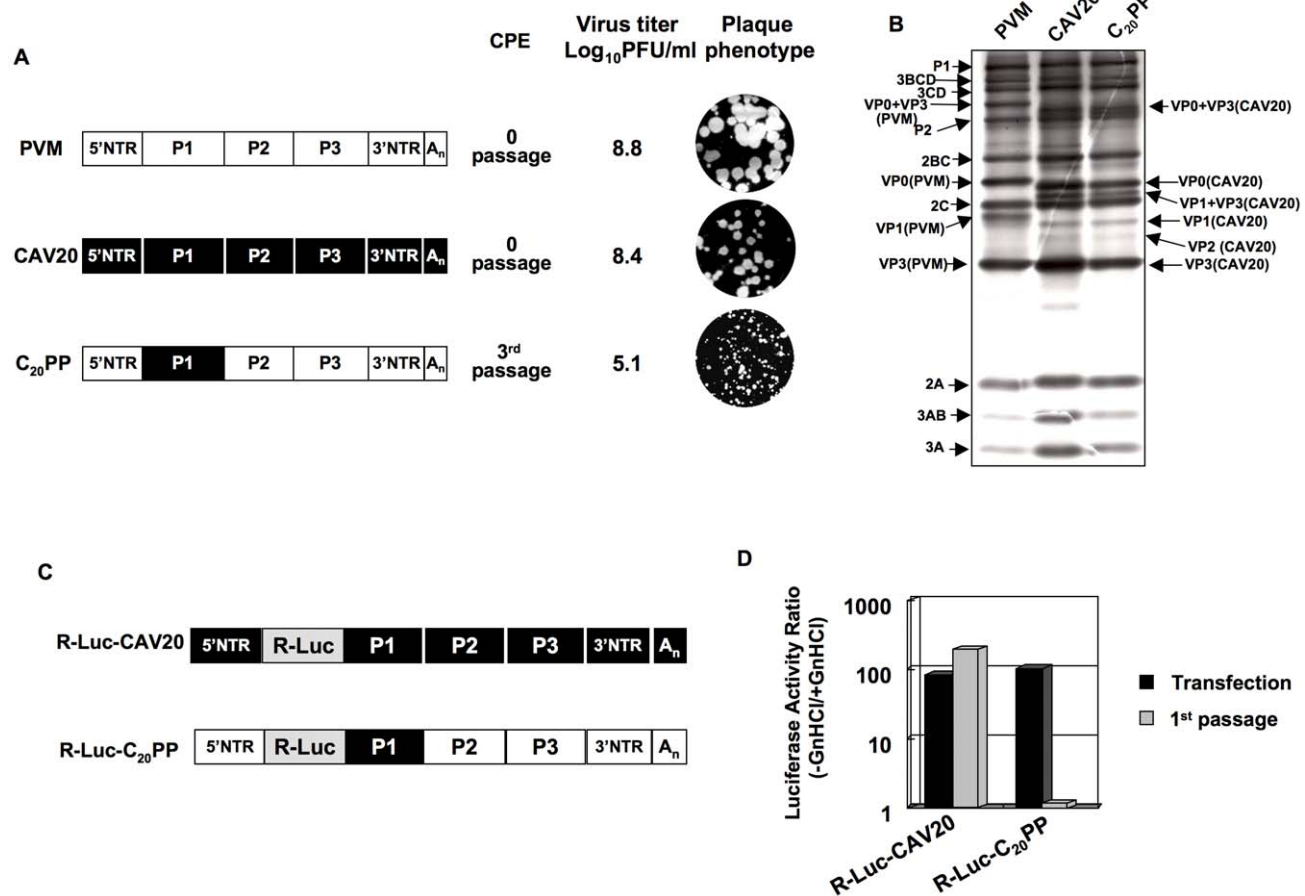 A
CPE
Virus titer
Log₁₀PFU/ml
Plaque
phenotype
PVM
5'NTR P1 P2 P3 3'NTR Aₙ
0
passage
8.8
CAV20
5'NTR P1 P2 P3 3'NTR Aₙ
0
passage
8.4
C₂₀PP
5'NTR P1 P2 P3 3'NTR Aₙ
3rd
passage
5.1
B
PVM
CAV20
C₂₀PP
P1
3BCD
3CD
VP0+VP3
(PVM)
P2
2BC
VP0(PVM)
2C
VP1(PVM)
VP3(PVM)
2A
3AB
3A
VP0+VP3(CAV20)
VP0(CAV20)
VP1+VP3(CAV20)
VP1(CAV20)
VP2 (CAV20)
VP3(CAV20)
C
R-Luc-CAV20
5'NTR R-Luc P1 P2 P3 3'NTR Aₙ
R-Luc-C₂₀PP
5'NTR R-Luc P1 P2 P3 3'NTR Aₙ
D
Luciferase Activity Ratio
(-GnHCl/+GnHCl)
1000
100
10
1
R-Luc-CAV20
R-Luc-C₂₀PP
Transfection
1st passage